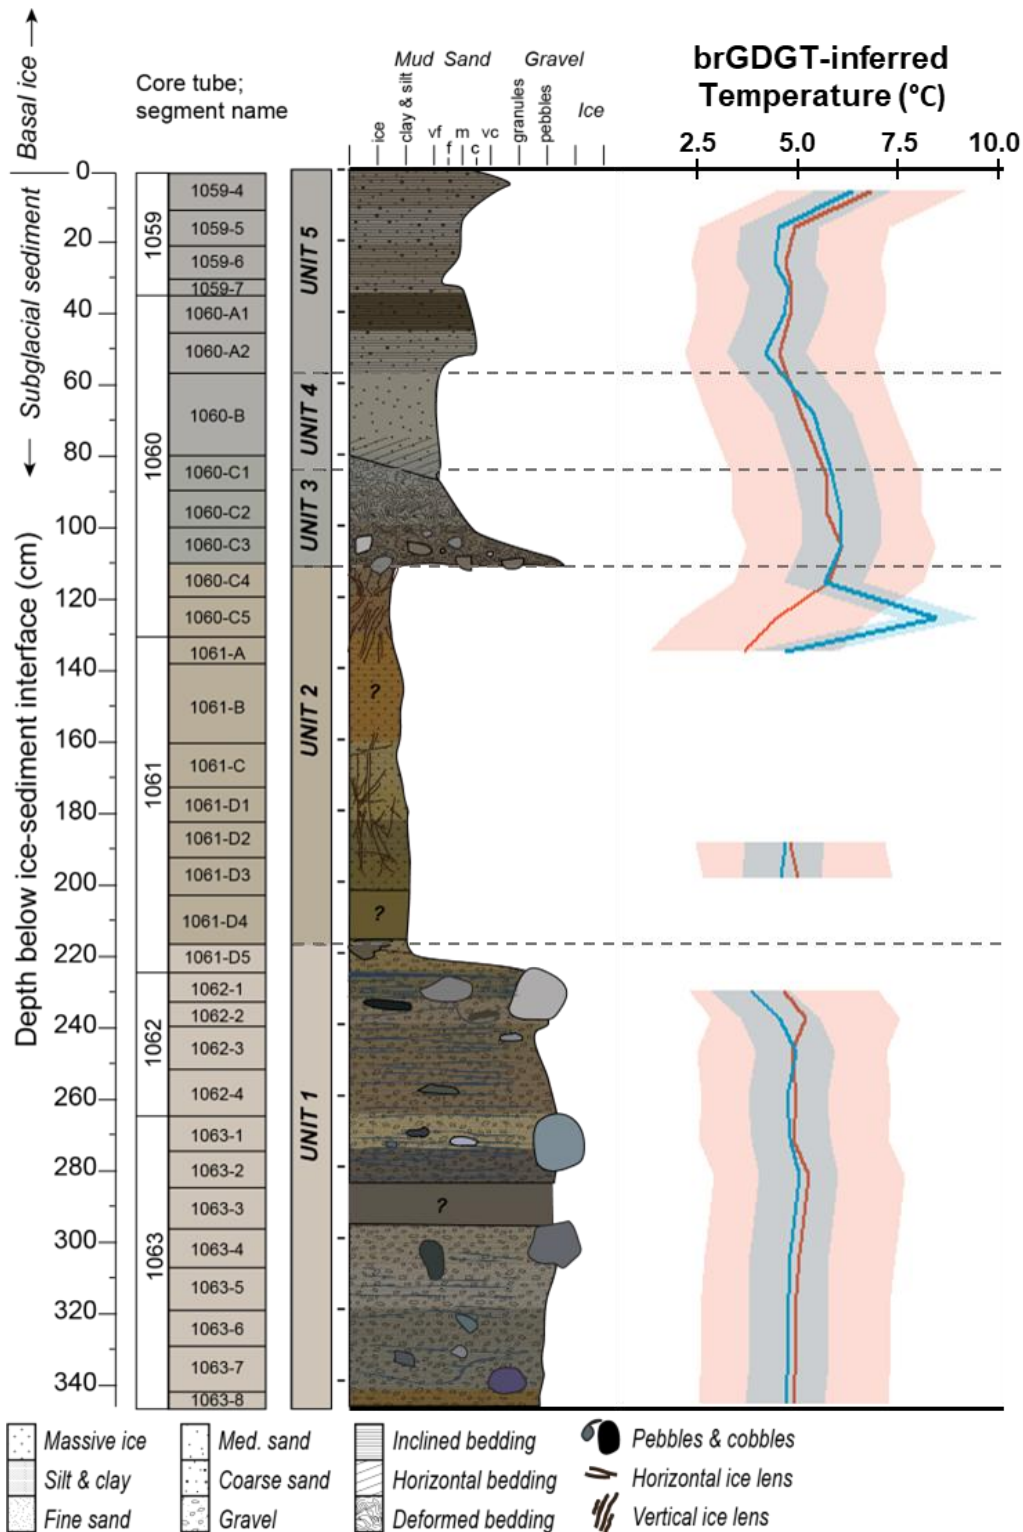 Basal ice
Subglacial sediment
Depth below ice-sediment interface (cm)
Core tube;
segment name
Mud Sand Gravel
Ice
ice
clay & silt
vf
f
m
c
vc
granules
pebbles
brGDGT-inferred
Temperature (°C)
2.5 5.0 7.5 10.0
0
20
40
60
80
100
120
140
160
180
200
220
240
260
280
300
320
340
1059
1060
1061
1062
1063
1059-4
1059-5
1059-6
1059-7
1060-A1
1060-A2
1060-B
1060-C1
1060-C2
1060-C3
1060-C4
1060-C5
1061-A
1061-B
1061-C
1061-D1
1061-D2
1061-D3
1061-D4
1061-D5
1062-1
1062-2
1062-3
1062-4
1063-1
1063-2
1063-3
1063-4
1063-5
1063-6
1063-7
1063-8
UNIT 5
UNIT 4
UNIT 3
UNIT 2
UNIT 1
?
?
?
Massive ice
Silt & clay
Fine sand
Med. sand
Coarse sand
Gravel
Inclined bedding
Horizontal bedding
Deformed bedding
Pebbles & cobbles
Horizontal ice lens
Vertical ice lens